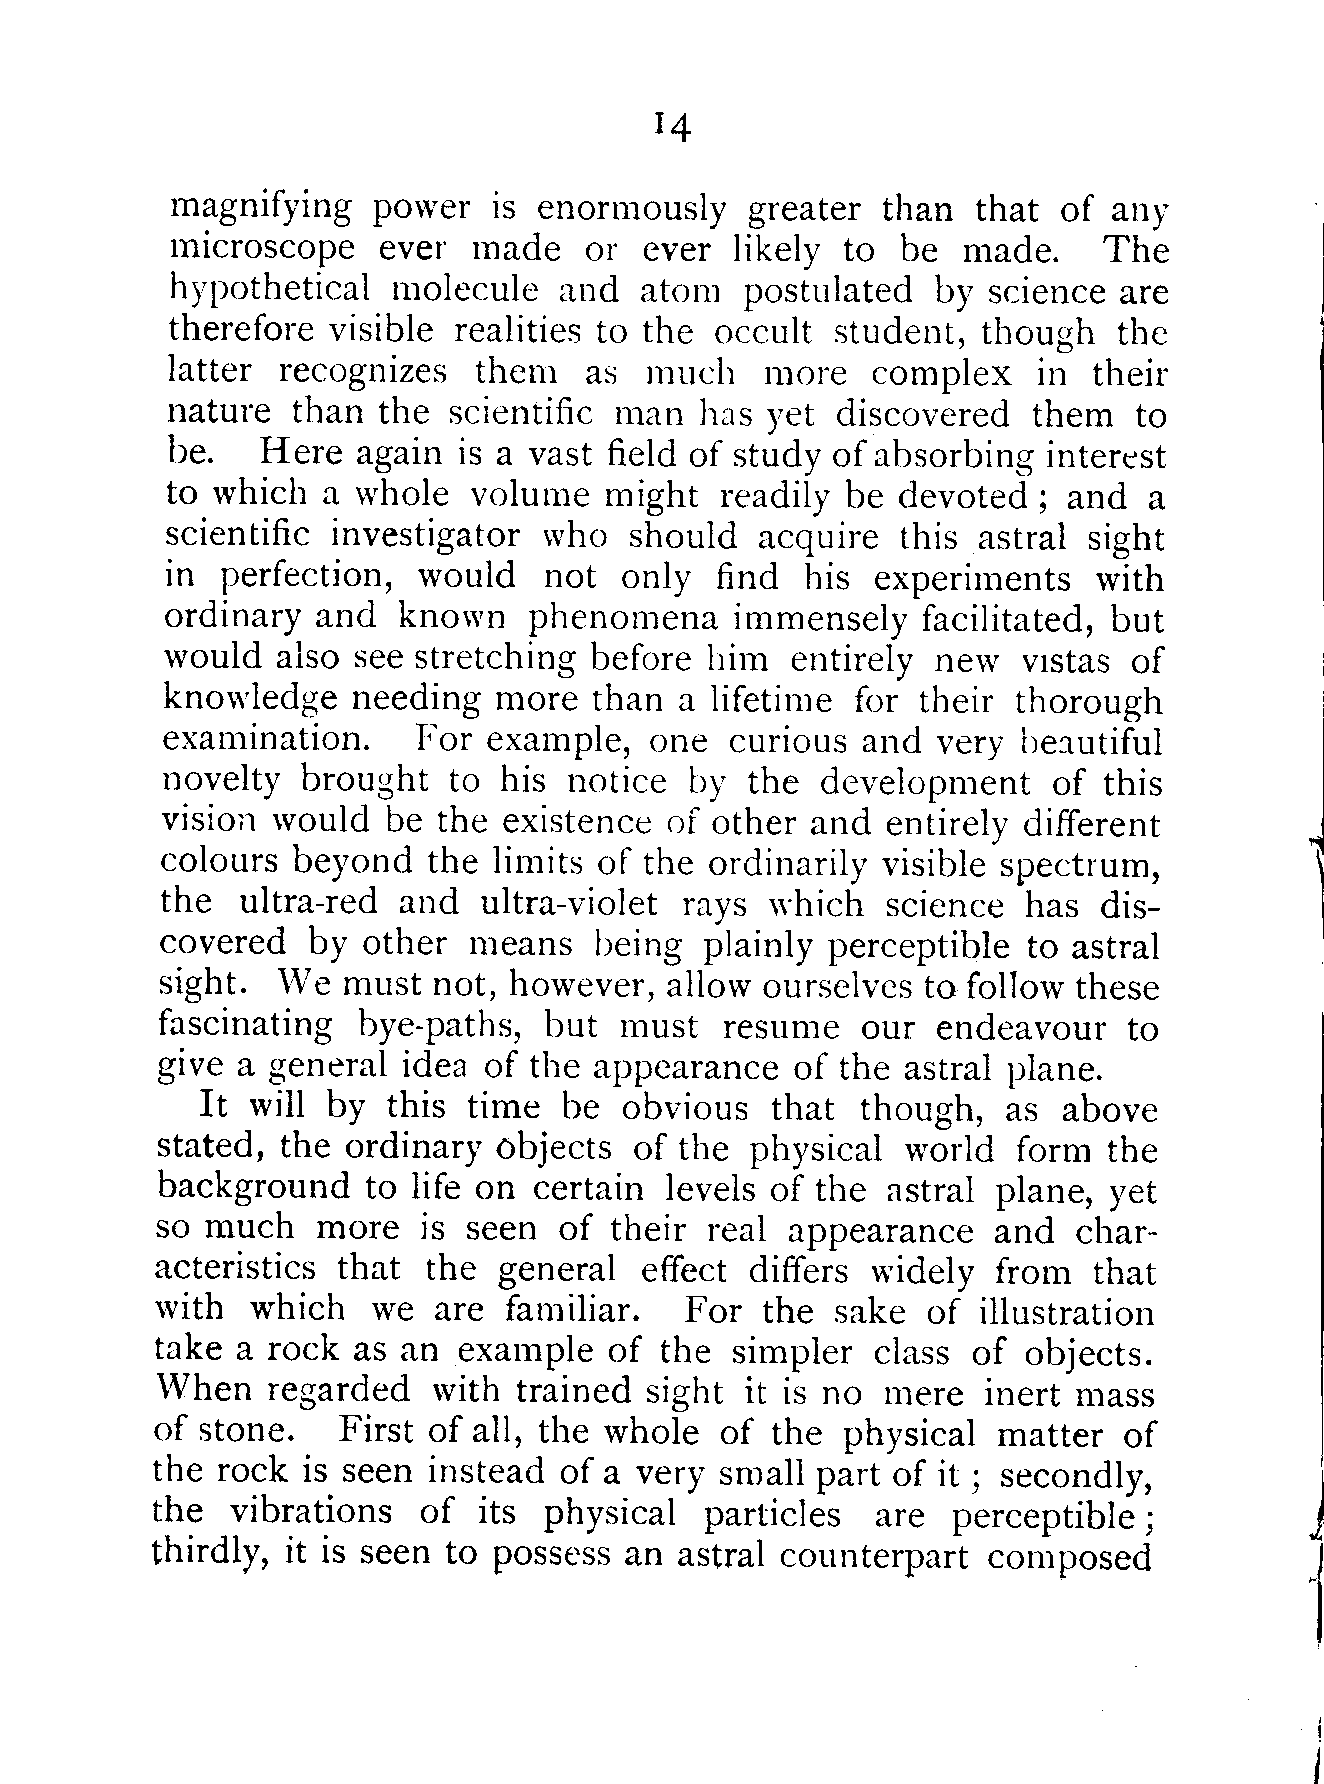 14
magnifying power is enormously greater than that of any
microscope ever made or ever likely to be made. The
hypothetical molecule and atom postulated by science are
therefore visible realities to the occult student, though the
latter recognizes them as much more complex in their
nature than the scientific man has yet discovered them to
be. Here again is a vast field of study of absorbing interest
to which a whole volume might readily be devoted ; and a
scientific investigator who should acquire this astral sight
in perfection, would not only find his experiments with
ordinary and known phenomena immensely facilitated, but
would also see stretching before him entirely new vistas of
knowledge needing more than a lifetime for their thorough
examination. For example, one curious and very beautiful
novelty brought to his notice by the development of this
vision would be the existence of other and entirely different
colours beyond the limits of the ordinarily visible spectrum,
the ultra-red and ultra-violet rays which science has dis-
covered by other means being plainly perceptible to astral
sight. We must not, however, allow ourselves to follow these
fascinating bye-paths, but must resume our endeavour to
give a general idea of the appearance of the astral plane.
It will by this time be obvious that though, as above
stated, the ordinary objects of the physical world form the
background to life on certain levels of the astral plane, yet
so much more is seen of their real appearance and char-
acteristics that the general effect differs widely from that
with which we are familiar. For the sake of illustration
take a rock as an example of the simpler class of objects.
When regarded with trained sight it is no mere inert mass
of stone. First of all, the whole of the physical matter of
the rock is seen instead of a very small part of it ; secondly,
the vibrations of its physical particles are perceptible ;
thirdly, it is seen to possess an astral counterpart composed